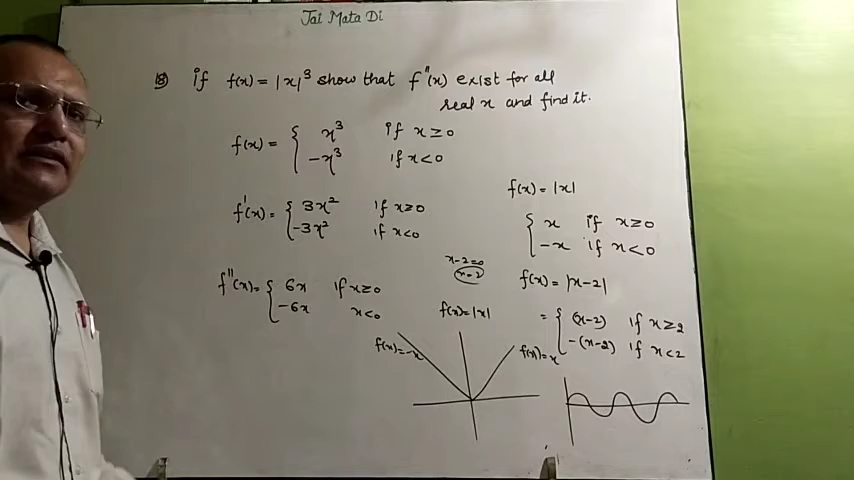 Jai Mata Di
⑧ if f(x) = |x|³ show that f''(x) exist for all
real x and find it.
f(x) = { x³ if x ≥ 0
-x³ if x < 0
f'(x) = { 3x² if x ≥ 0
-3x² if x < 0
f''(x) = { 6x if x ≥ 0
-6x x < 0
f(x) = |x|
{ x if x ≥ 0
-x if x < 0
x-2=0
x=2
f(x) = |x-2|
= { (x-2) if x ≥ 2
-(x-2) if x < 2
f(x) = |x|
f(x) = -x
f(x) = x